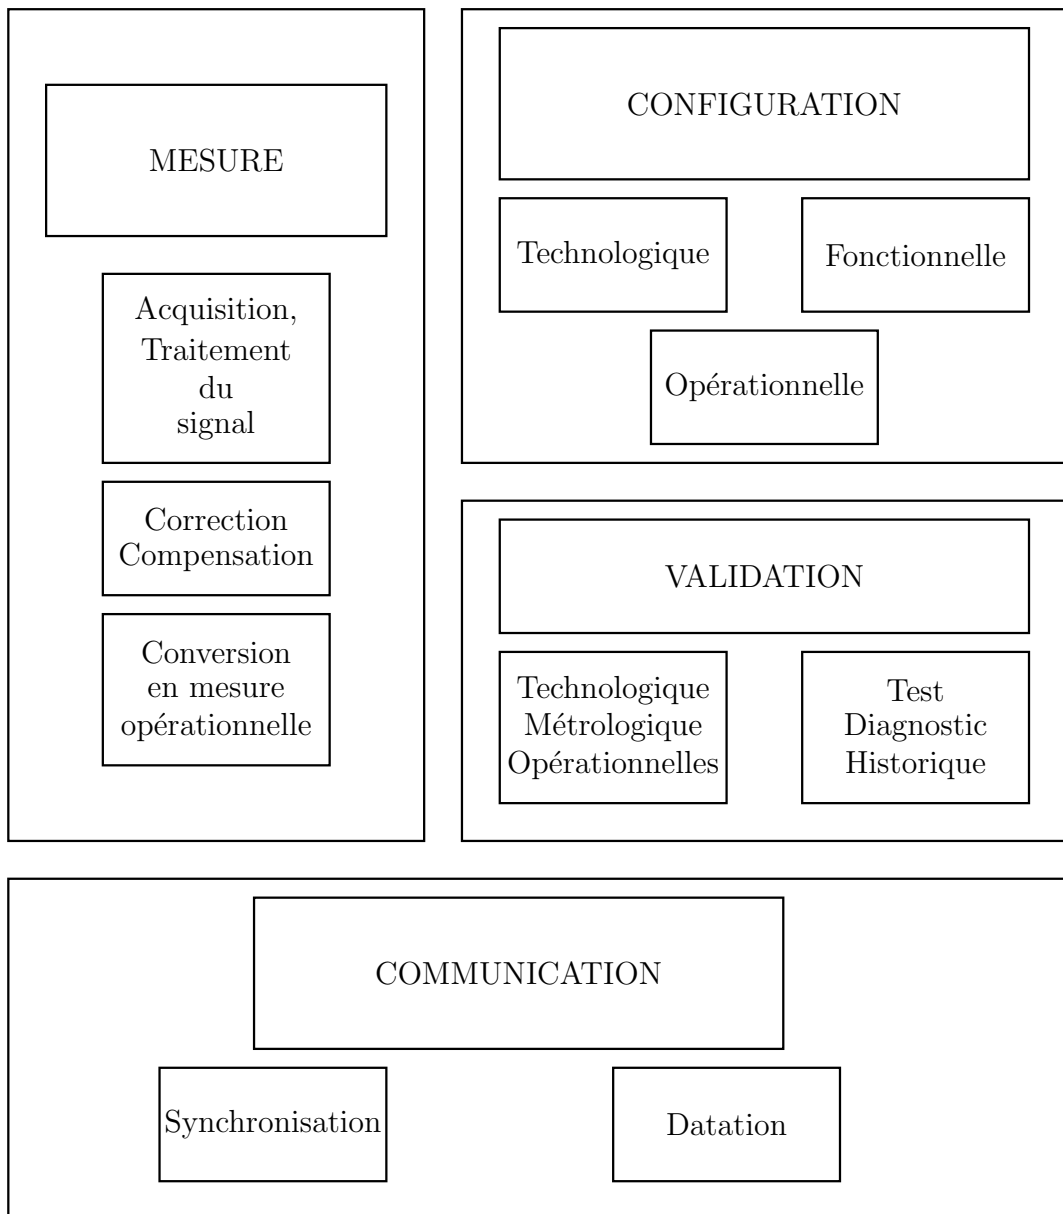 MESURE
Acquisition,
Traitement
du
signal
Correction
Compensation
Conversion
en mesure
opérationnelle
CONFIGURATION
Technologique
Fonctionnelle
Opérationnelle
VALIDATION
Technologique
Métrologique
Opérationnelles
Test
Diagnostic
Historique
COMMUNICATION
Synchronisation
Datation